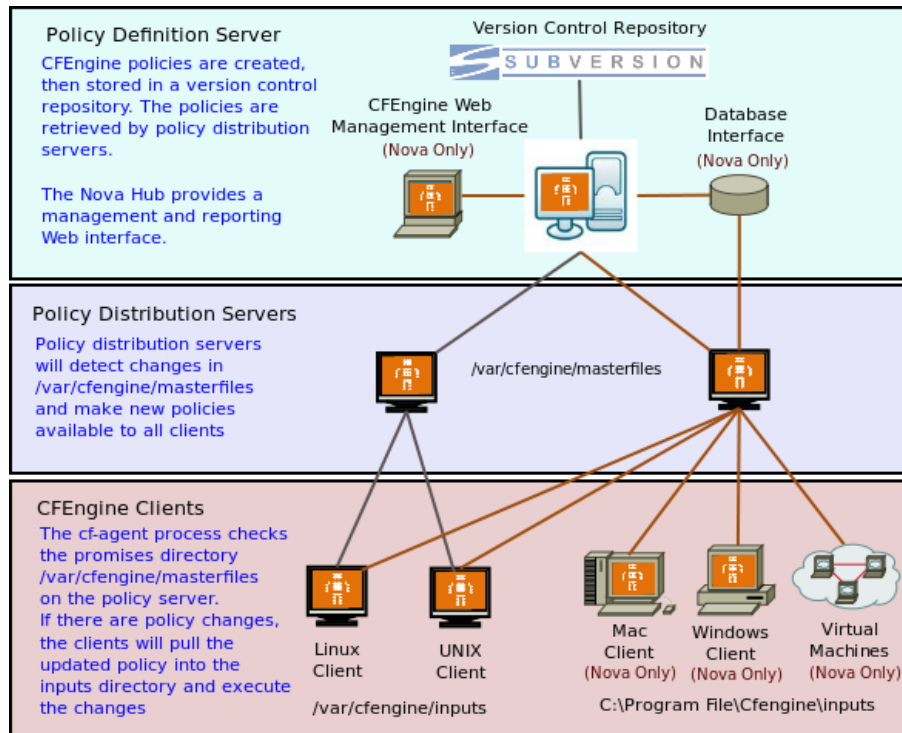 Policy Definition Server
CFEngine policies are created,
then stored in a version control
repository. The policies are
retrieved by policy distribution
servers.
The Nova Hub provides a
management and reporting
Web interface.
Version Control Repository
SUBVERSION
CFEngine Web
Management Interface
(Nova Only)
Database
Interface
(Nova Only)
Policy Distribution Servers
Policy distribution servers
will detect changes in
/var/cfengine/masterfiles
and make new policies
available to all clients
/var/cfengine/masterfiles
CFEngine Clients
The cf-agent process checks
the promises directory
/var/cfengine/masterfiles
on the policy server.
If there are policy changes,
the clients will pull the
updated policy into the
inputs directory and execute
the changes
Linux
Client
UNIX
Client
/var/cfengine/inputs
Mac
Client
(Nova Only)
Windows
Client
(Nova Only)
Virtual
Machines
(Nova Only)
C:\Program File\Cfengine\inputs